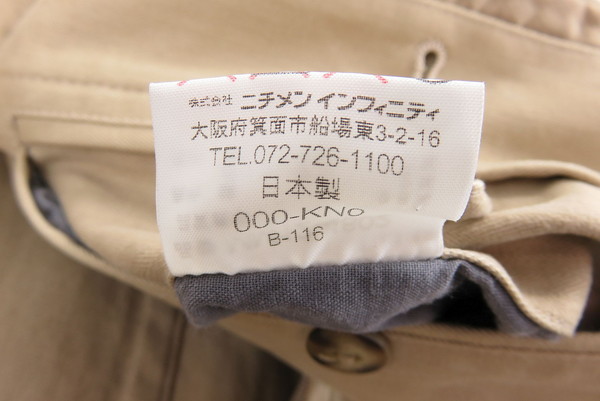 株式会社 ニチメン インフィニティ
大阪府箕面市船場東3-2-16
TEL.072-726-1100
日本製
000-KNo
B-116